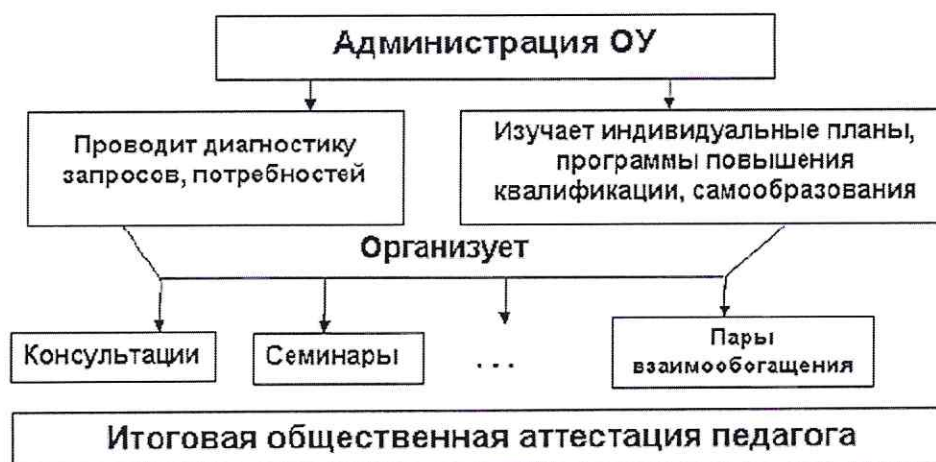 Администрация ОУ
Проводит диагностику
запросов, потребностей
Изучает индивидуальные планы,
программы повышения
квалификации, самообразования
Организует
Консультации
Семинары
...
Пары
взаимообогащения
Итоговая общественная аттестация педагога